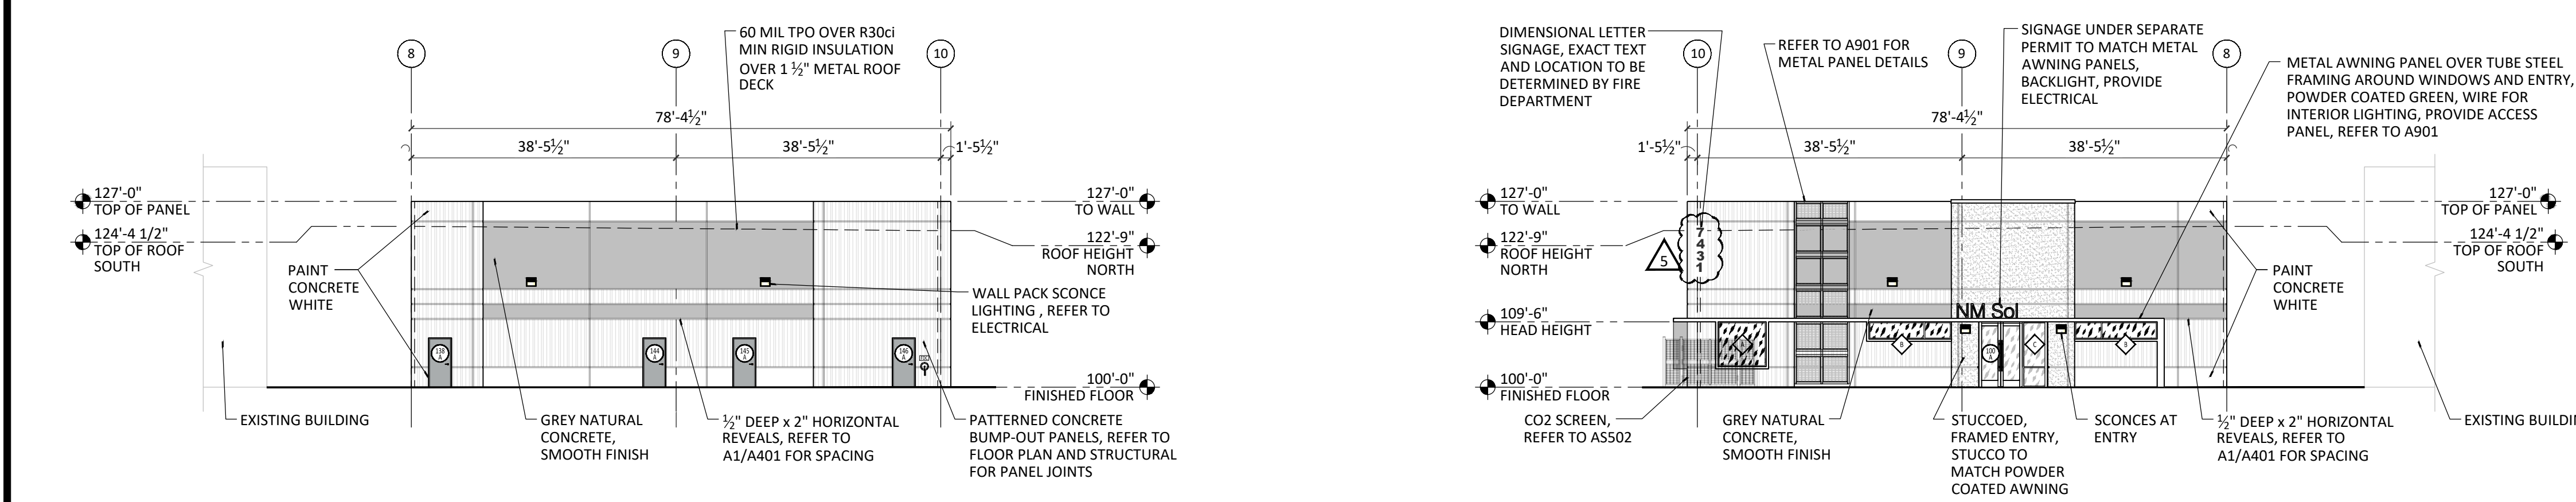 60 MIL TPO OVER R30ci
MIN RIGID INSULATION
OVER 1 ½" METAL ROOF
DECK
8
9
10
78'-4½"
38'-5½"
38'-5½"
1'-5½"
127'-0"
TOP OF PANEL
124'-4 1/2"
TOP OF ROOF
SOUTH
127'-0"
TO WALL
122'-9"
ROOF HEIGHT
NORTH
PAINT
CONCRETE
WHITE
WALL PACK SCONCE
LIGHTING , REFER TO
ELECTRICAL
138
A
144
A
145
A
146
A
100'-0"
FINISHED FLOOR
EXISTING BUILDING
GREY NATURAL
CONCRETE,
SMOOTH FINISH
½" DEEP x 2" HORIZONTAL
REVEALS, REFER TO
A1/A401 FOR SPACING
PATTERNED CONCRETE
BUMP-OUT PANELS, REFER TO
FLOOR PLAN AND STRUCTURAL
FOR PANEL JOINTS
DIMENSIONAL LETTER
SIGNAGE, EXACT TEXT
AND LOCATION TO BE
DETERMINED BY FIRE
DEPARTMENT
10
REFER TO A901 FOR
METAL PANEL DETAILS
9
SIGNAGE UNDER SEPARATE
PERMIT TO MATCH METAL
AWNING PANELS,
BACKLIGHT, PROVIDE
ELECTRICAL
8
METAL AWNING PANEL OVER TUBE STEEL
FRAMING AROUND WINDOWS AND ENTRY,
POWDER COATED GREEN, WIRE FOR
INTERIOR LIGHTING, PROVIDE ACCESS
PANEL, REFER TO A901
78'-4½"
1'-5½"
38'-5½"
38'-5½"
127'-0"
TO WALL
122'-9"
ROOF HEIGHT
NORTH
109'-6"
HEAD HEIGHT
100'-0"
FINISHED FLOOR
5
7
4
3
1
NM Sol
A
B
100
A
C
B
127'-0"
TOP OF PANEL
124'-4 1/2"
TOP OF ROOF
SOUTH
PAINT
CONCRETE
WHITE
CO2 SCREEN,
REFER TO AS502
GREY NATURAL
CONCRETE,
SMOOTH FINISH
STUCCOED,
FRAMED ENTRY,
STUCCO TO
MATCH POWDER
COATED AWNING
SCONCES AT
ENTRY
½" DEEP x 2" HORIZONTAL
REVEALS, REFER TO
A1/A401 FOR SPACING
EXISTING BUILDI